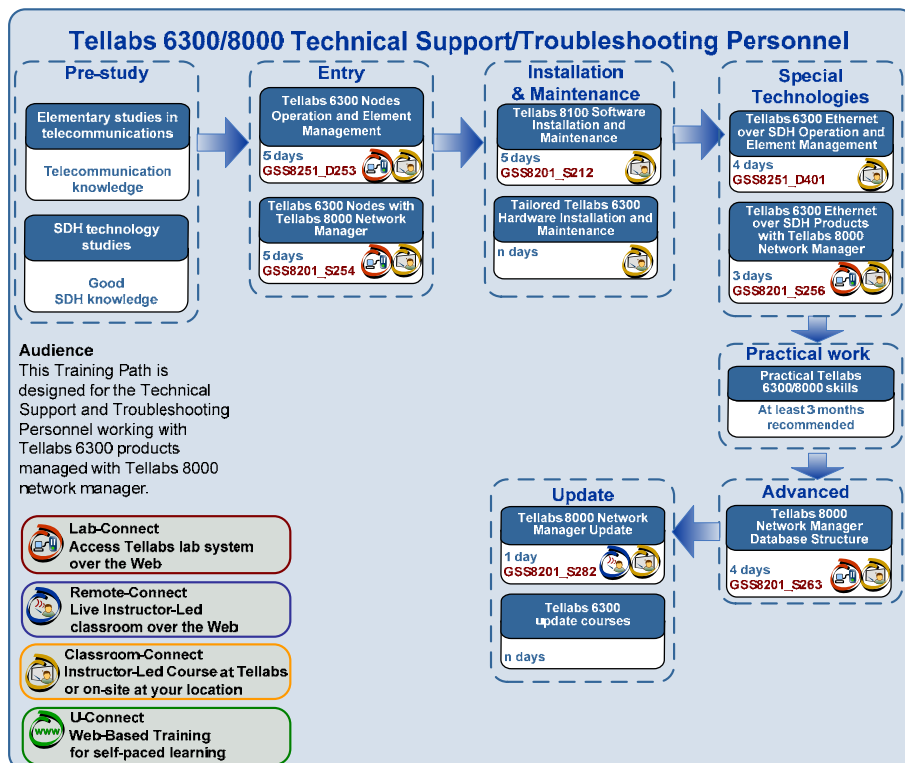 Tellabs 6300/8000 Technical Support/Troubleshooting Personnel
Pre-study
Elementary studies in
telecommunications
Telecommunication
knowledge
SDH technology
studies
Good
SDH knowledge
Entry
Tellabs 6300 Nodes
Operation and Element
Management
5 days
GSS8251_D253
Tellabs 6300 Nodes with
Tellabs 8000 Network
Manager
5 days
GSS8201_S254
Installation
& Maintenance
Tellabs 8100 Software
Installation and
Maintenance
5 days
GSS8201_S212
Tailored Tellabs 6300
Hardware Installation and
Maintenance
n days
Special
Technologies
Tellabs 6300 Ethernet
over SDH Operation and
Element Management
4 days
GSS8251_D401
Tellabs 6300 Ethernet
over SDH Products
with Tellabs 8000
Network Manager
3 days
GSS8201_S256
Practical work
Practical Tellabs
6300/8000 skills
At least 3 months
recommended
Advanced
Tellabs 8000
Network Manager
Database Structure
4 days
GSS8201_S263
Update
Tellabs 8000 Network
Manager Update
1 day
GSS8201_S282
Tellabs 6300
update courses
n days
Audience
This Training Path is
designed for the Technical
Support and Troubleshooting
Personnel working with
Tellabs 6300 products
managed with Tellabs 8000
network manager.
Lab-Connect
Access Tellabs lab system
over the Web
Remote-Connect
Live Instructor-Led
classroom over the Web
Classroom-Connect
Instructor-Led Course at Tellabs
or on-site at your location
www
U-Connect
Web-Based Training
for self-paced learning